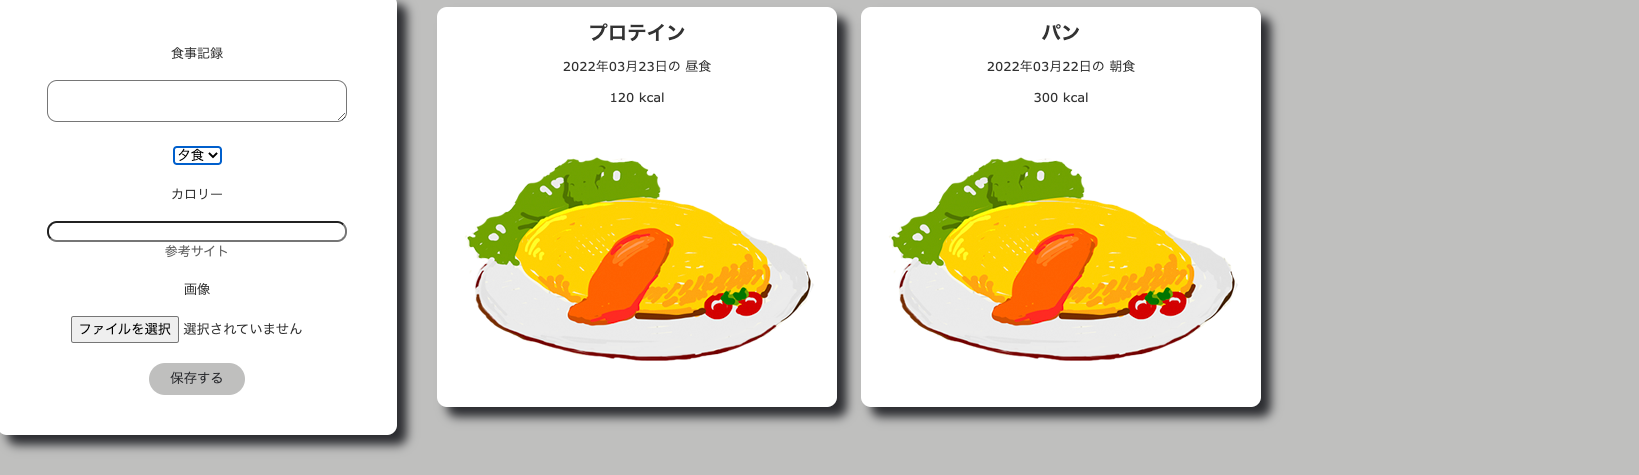 食事記録
夕食
カロリー
参考サイト
画像
ファイルを選択 選択されていません
保存する
プロテイン
2022年03月23日の 昼食
120 kcal
パン
2022年03月22日の 朝食
300 kcal